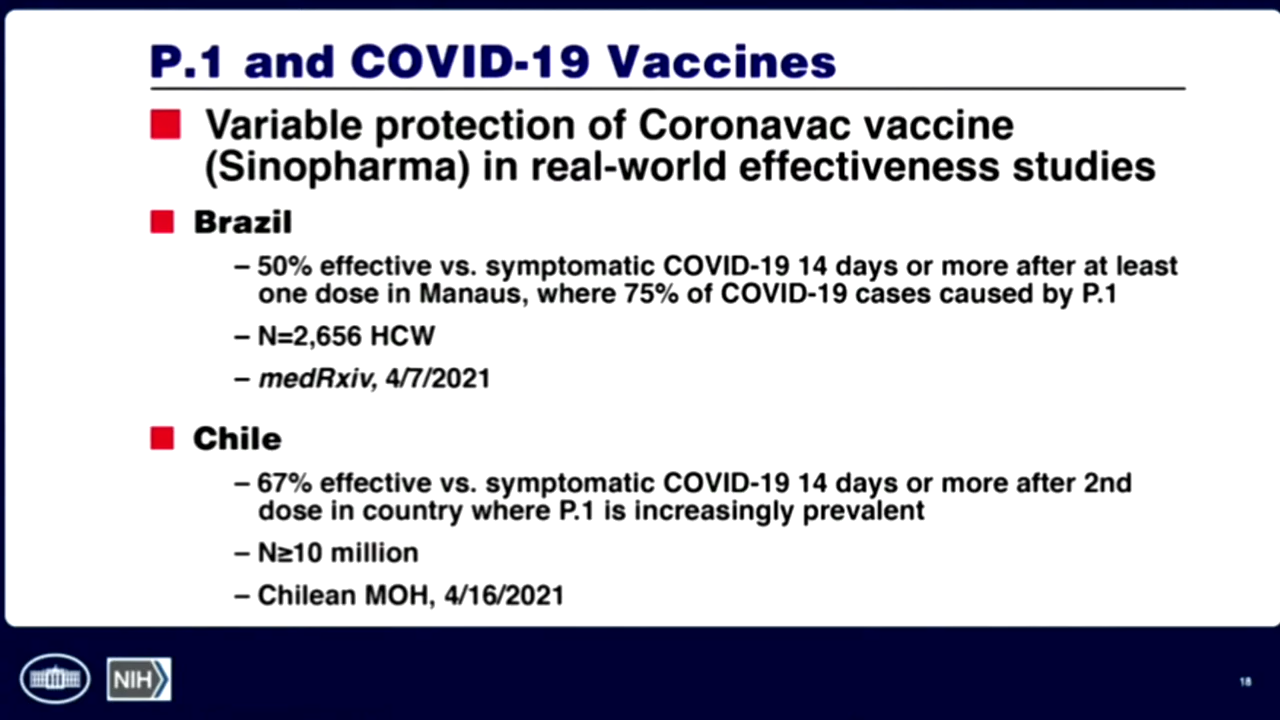 P.1 and COVID-19 Vaccines
Variable protection of Coronavac vaccine
(Sinopharma) in real-world effectiveness studies
Brazil
– 50% effective vs. symptomatic COVID-19 14 days or more after at least
one dose in Manaus, where 75% of COVID-19 cases caused by P.1
– N=2,656 HCW
– medRxiv, 4/7/2021
Chile
– 67% effective vs. symptomatic COVID-19 14 days or more after 2nd
dose in country where P.1 is increasingly prevalent
– N≥10 million
– Chilean MOH, 4/16/2021
NIH
18